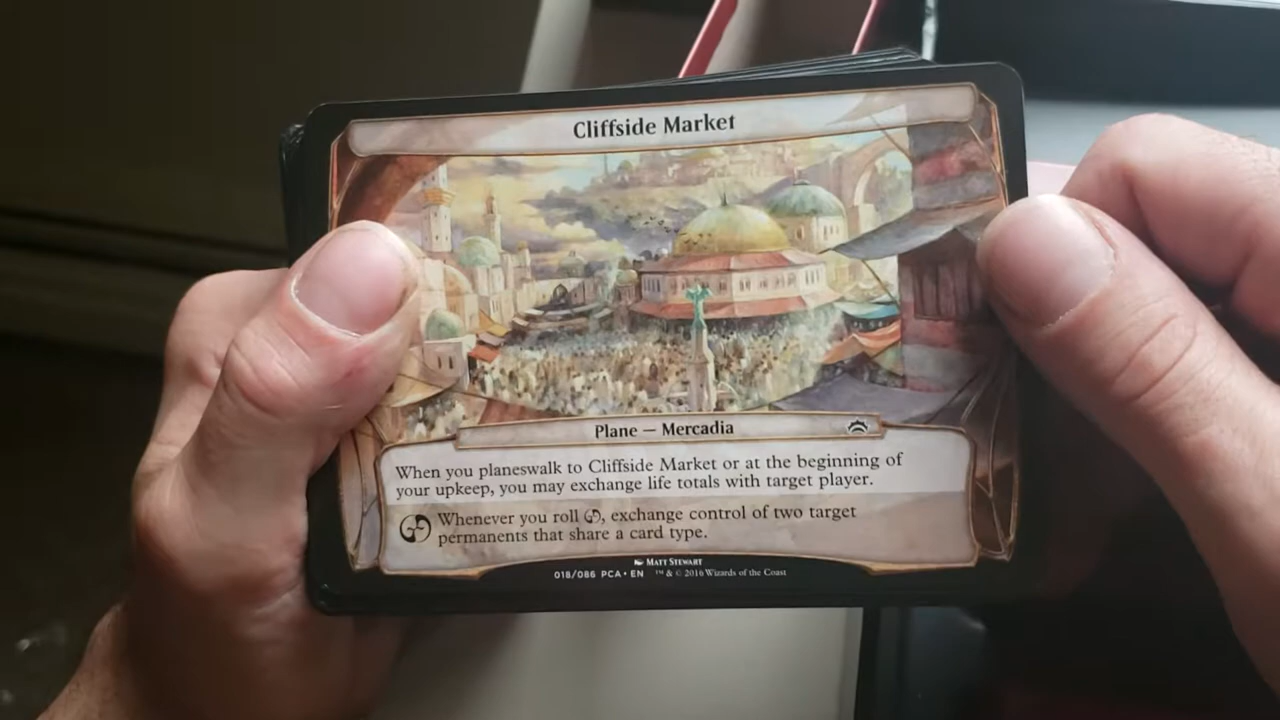 Cliffside Market
Plane — Mercadia
When you planeswalk to Cliffside Market or at the beginning of
your upkeep, you may exchange life totals with target player.
Whenever you roll , exchange control of two target
permanents that share a card type.
Matt Stewart
018/086 PCA • EN ™ & © 2016 Wizards of the Coast